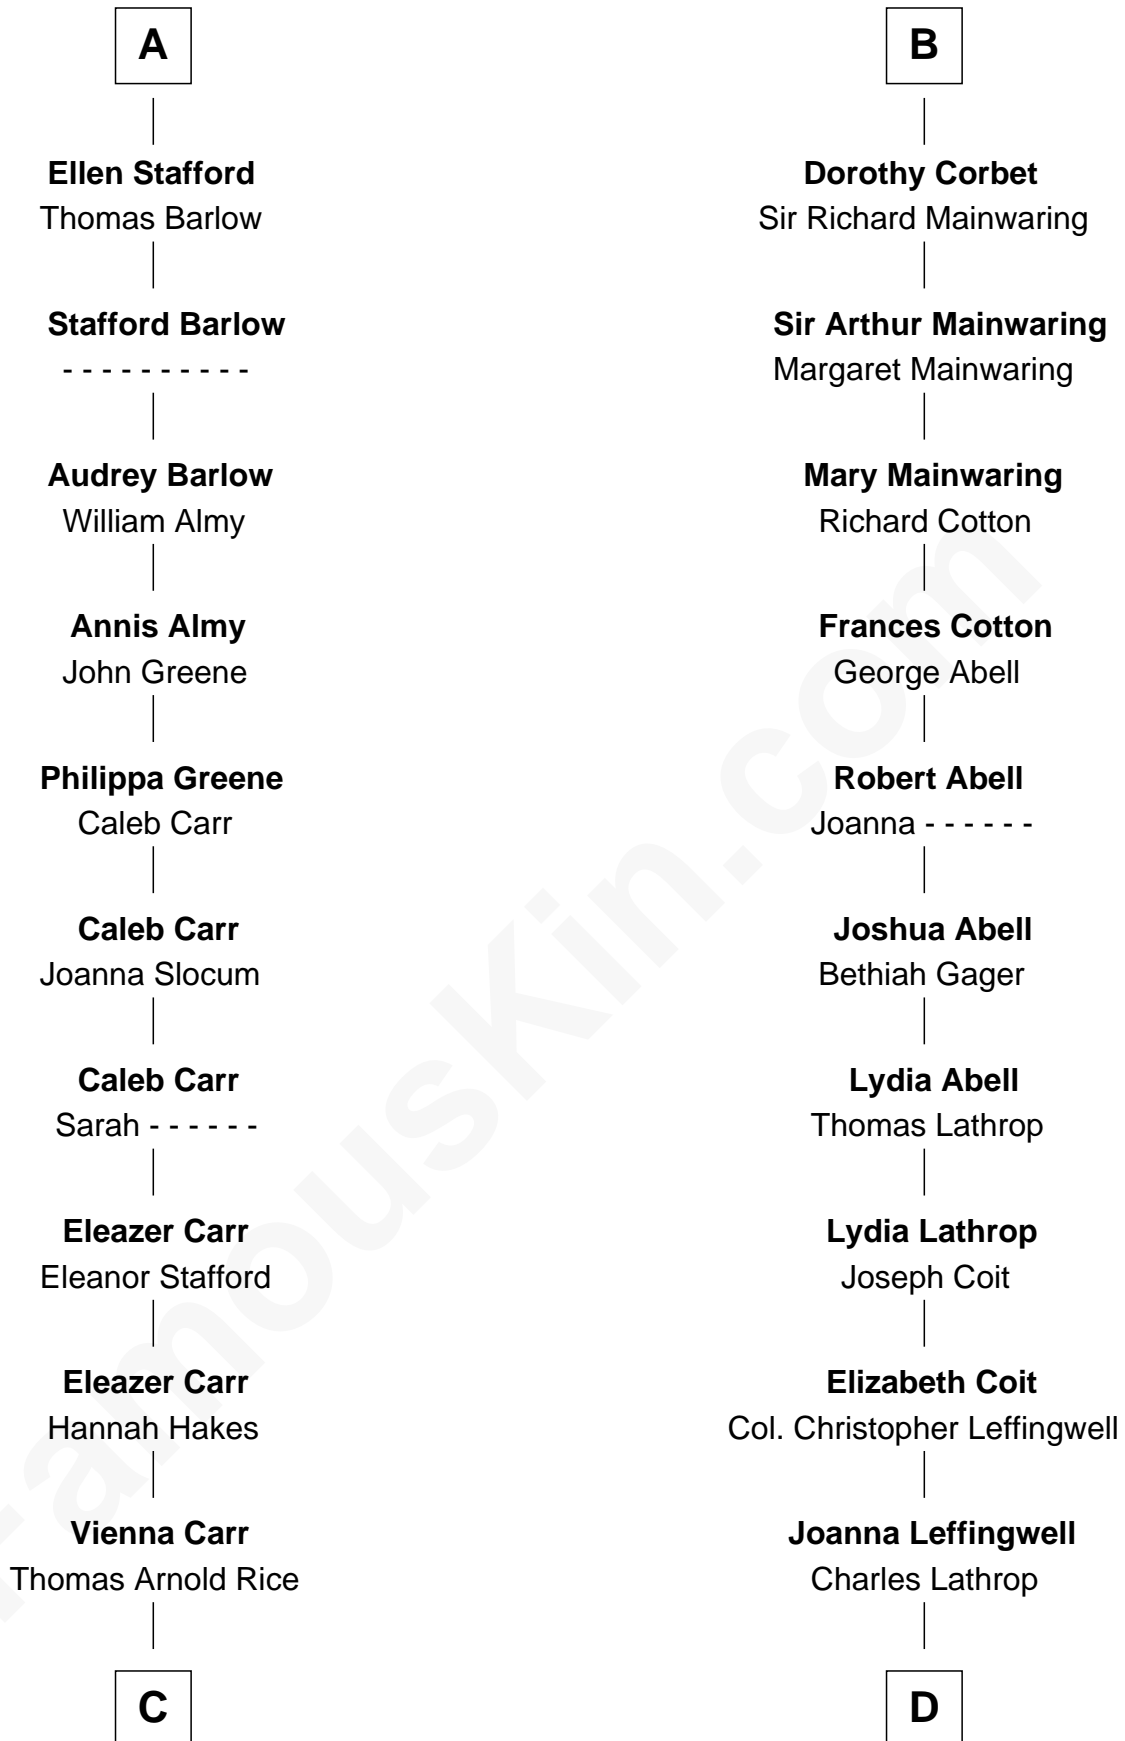 A
Ellen Stafford
Thomas Barlow
Stafford Barlow
- - - - - - - - - -
Audrey Barlow
William Almy
Annis Almy
John Greene
Philippa Greene
Caleb Carr
Caleb Carr
Joanna Slocum
Caleb Carr
Sarah - - - - - -
Eleazer Carr
Eleanor Stafford
Eleazer Carr
Hannah Hakes
Vienna Carr
Thomas Arnold Rice
C
B
Dorothy Corbet
Sir Richard Mainwaring
Sir Arthur Mainwaring
Margaret Mainwaring
Mary Mainwaring
Richard Cotton
Frances Cotton
George Abell
Robert Abell
Joanna - - - - - -
Joshua Abell
Bethiah Gager
Lydia Abell
Thomas Lathrop
Lydia Lathrop
Joseph Coit
Elizabeth Coit
Col. Christopher Leffingwell
Joanna Leffingwell
Charles Lathrop
D
FamousKin.com